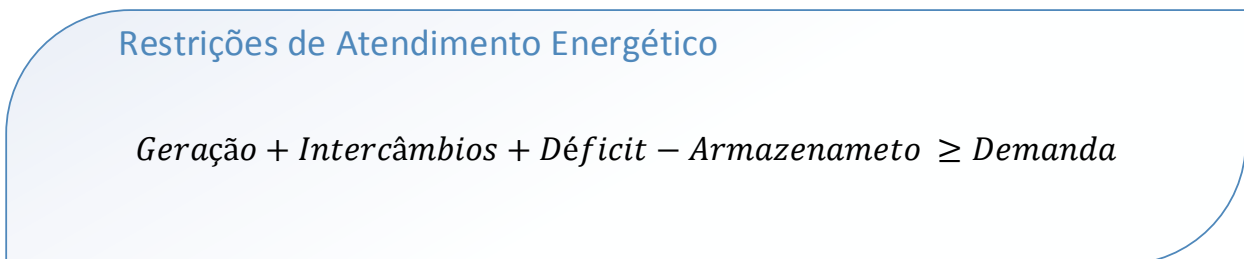 Restrições de Atendimento Energético
Geração + Intercâmbios + Déficit − Armazenameto ≥ Demanda